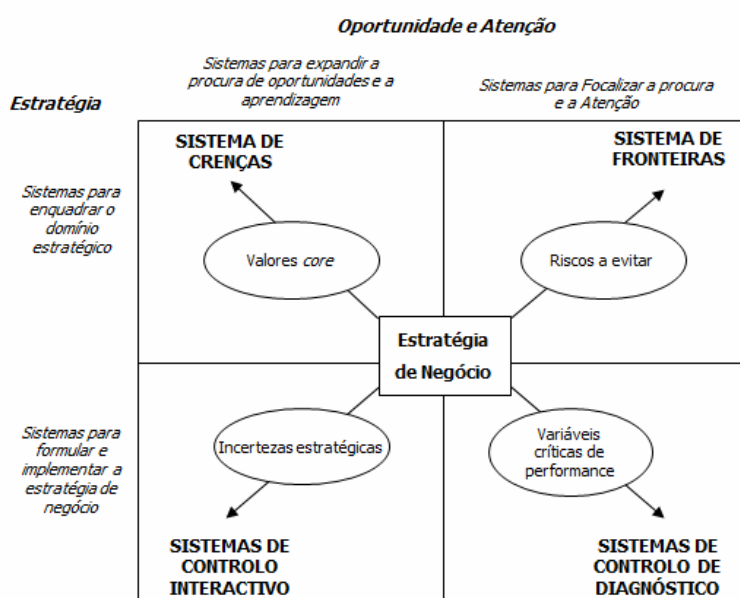 Oportunidade e Atenção
Sistemas para expandir a
procura de oportunidades e a
aprendizagem
Sistemas para Focalizar a procura
e a Atenção
Estratégia
SISTEMA DE
CRENÇAS
SISTEMA DE
FRONTEIRAS
Sistemas para
enquadrar o
domínio
estratégico
Valores core
Riscos a evitar
Estratégia
de Negócio
Sistemas para
formular e
implementar a
estratégia de
negócio
Incertezas estratégicas
Variáveis
críticas de
performance
SISTEMAS DE
CONTROLO
INTERACTIVO
SISTEMAS DE
CONTROLO DE
DIAGNÓSTICO